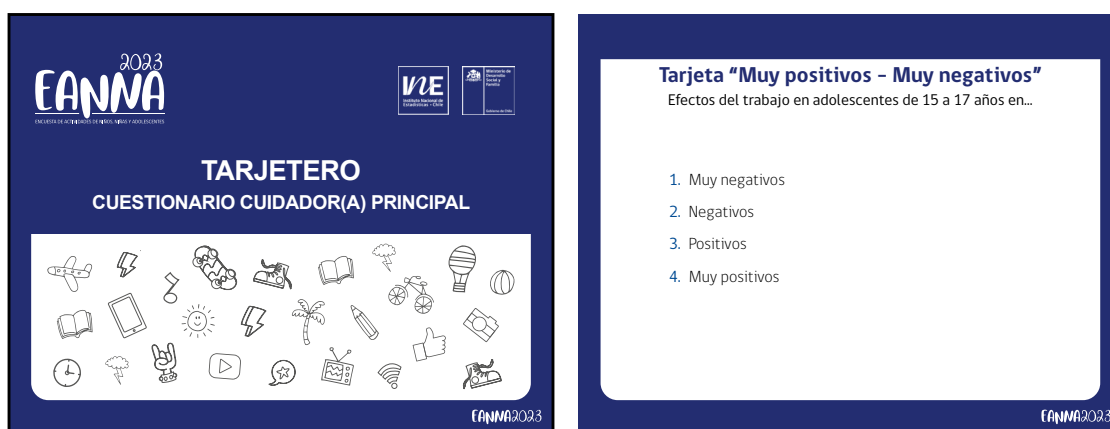 2023
EANNA
ENCUESTA DE ACTIVIDADES DE NIÑOS, NIÑAS Y ADOLESCENTES
INE
Instituto Nacional de
Estadísticas • Chile
Ministerio de
Desarrollo
Social y
Familia
Gobierno de Chile
TARJETERO
CUESTIONARIO CUIDADOR(A) PRINCIPAL
EANNA2023
Tarjeta “Muy positivos – Muy negativos”
Efectos del trabajo en adolescentes de 15 a 17 años en...
1. Muy negativos
2. Negativos
3. Positivos
4. Muy positivos
EANNA2023